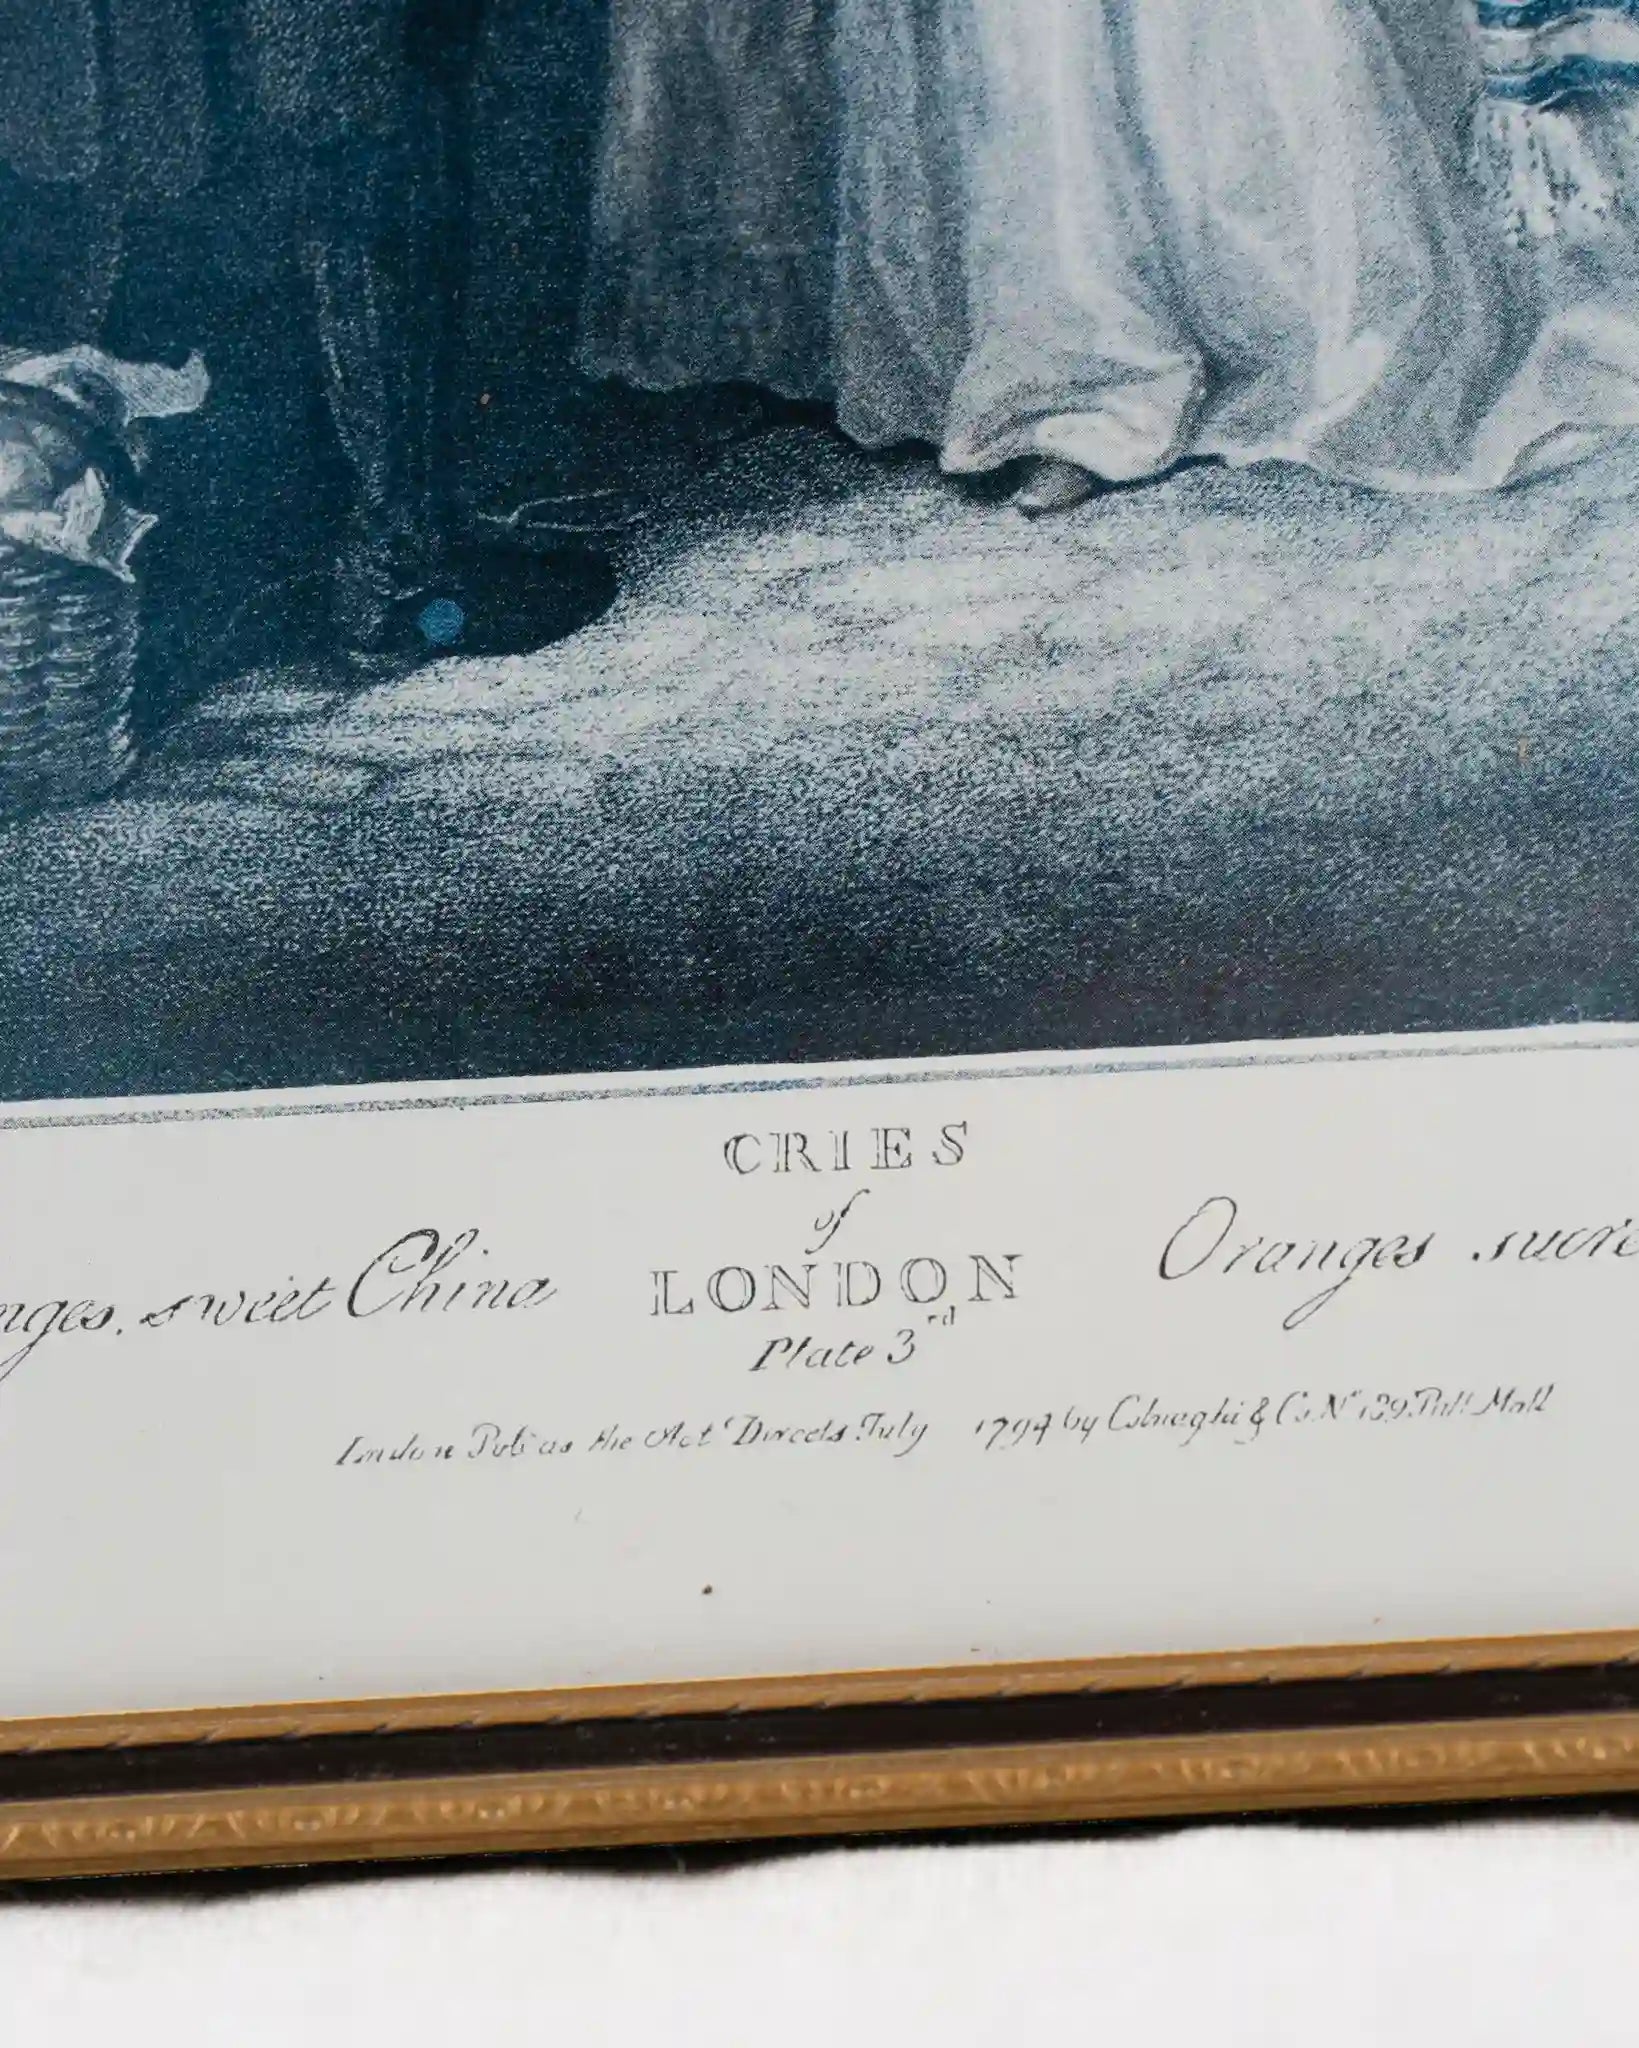 CRIES
of
nges, sweet China LONDON Oranges sucre
Plate 3rd
London Pub as the Act Directs July 1794 by Colnaghi & Co. No 139. Pall Mall